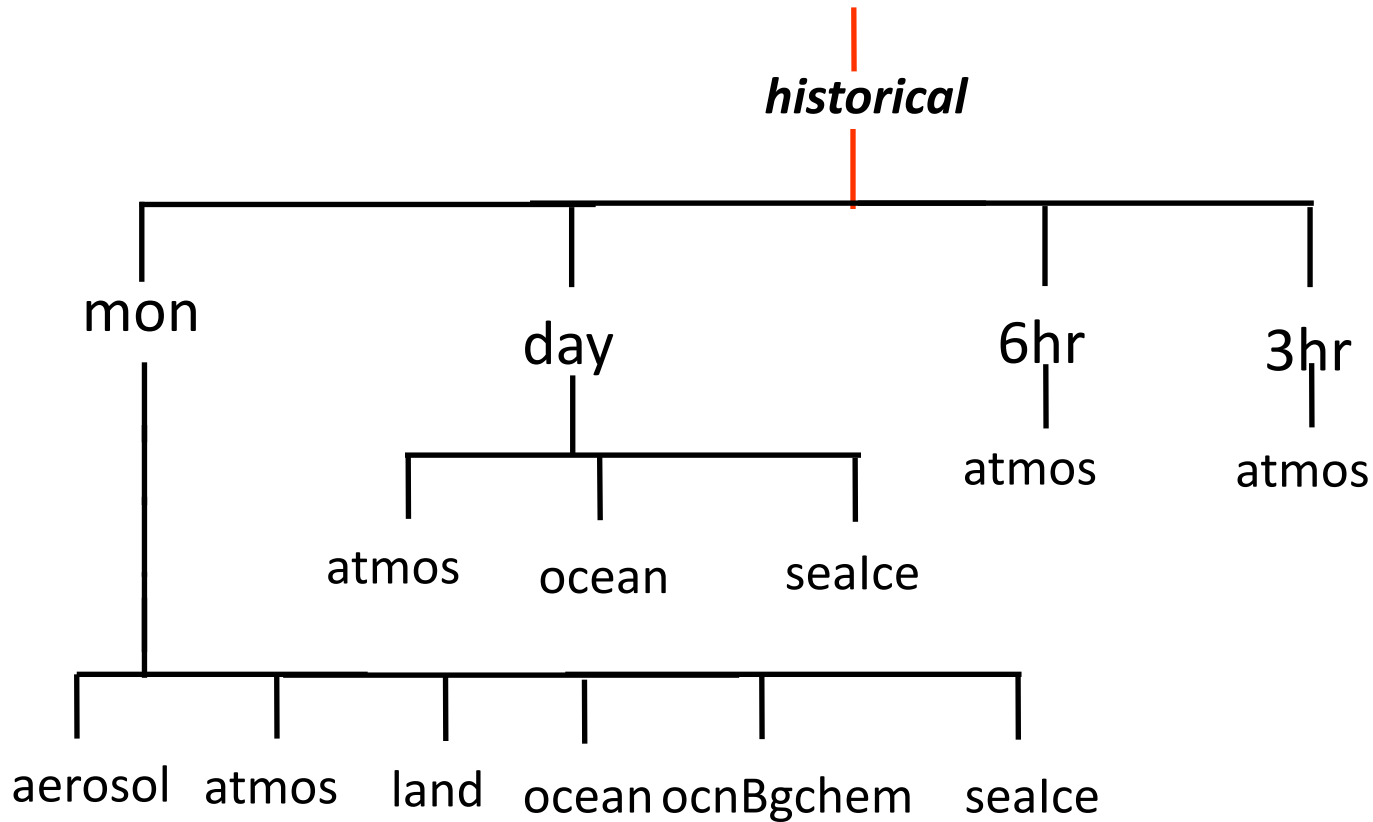 historical
mon
day
6hr
3hr
atmos
atmos
atmos
ocean
seaIce
aerosol
atmos
land
ocean
ocnBgchem
seaIce